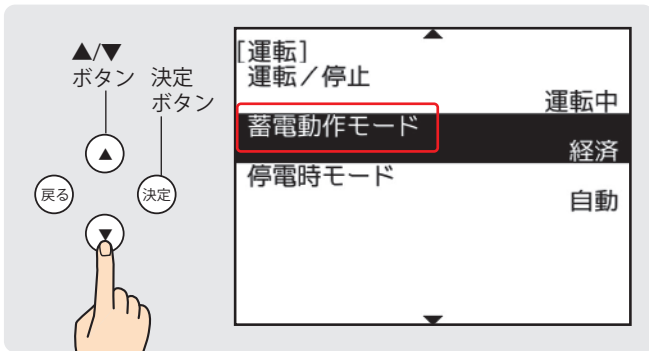 ▲/▼
ボタン
決定
ボタン
▲
戻る
決定
▼
▲
[運転]
運転／停止
運転中
蓄電動作モード
経済
停電時モード
自動
▼